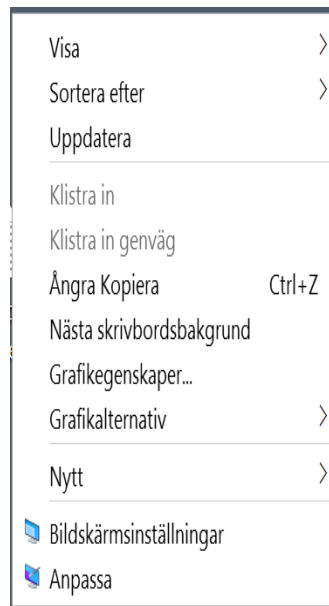 Visa
Sortera efter
Uppdatera
Klistra in
Klistra in genväg
Ångra Kopiera Ctrl+Z
Nästa skrivbordsbakgrund
Grafikegenskaper...
Grafikalternativ
Nytt
Bildskärmsinställningar
Anpassa